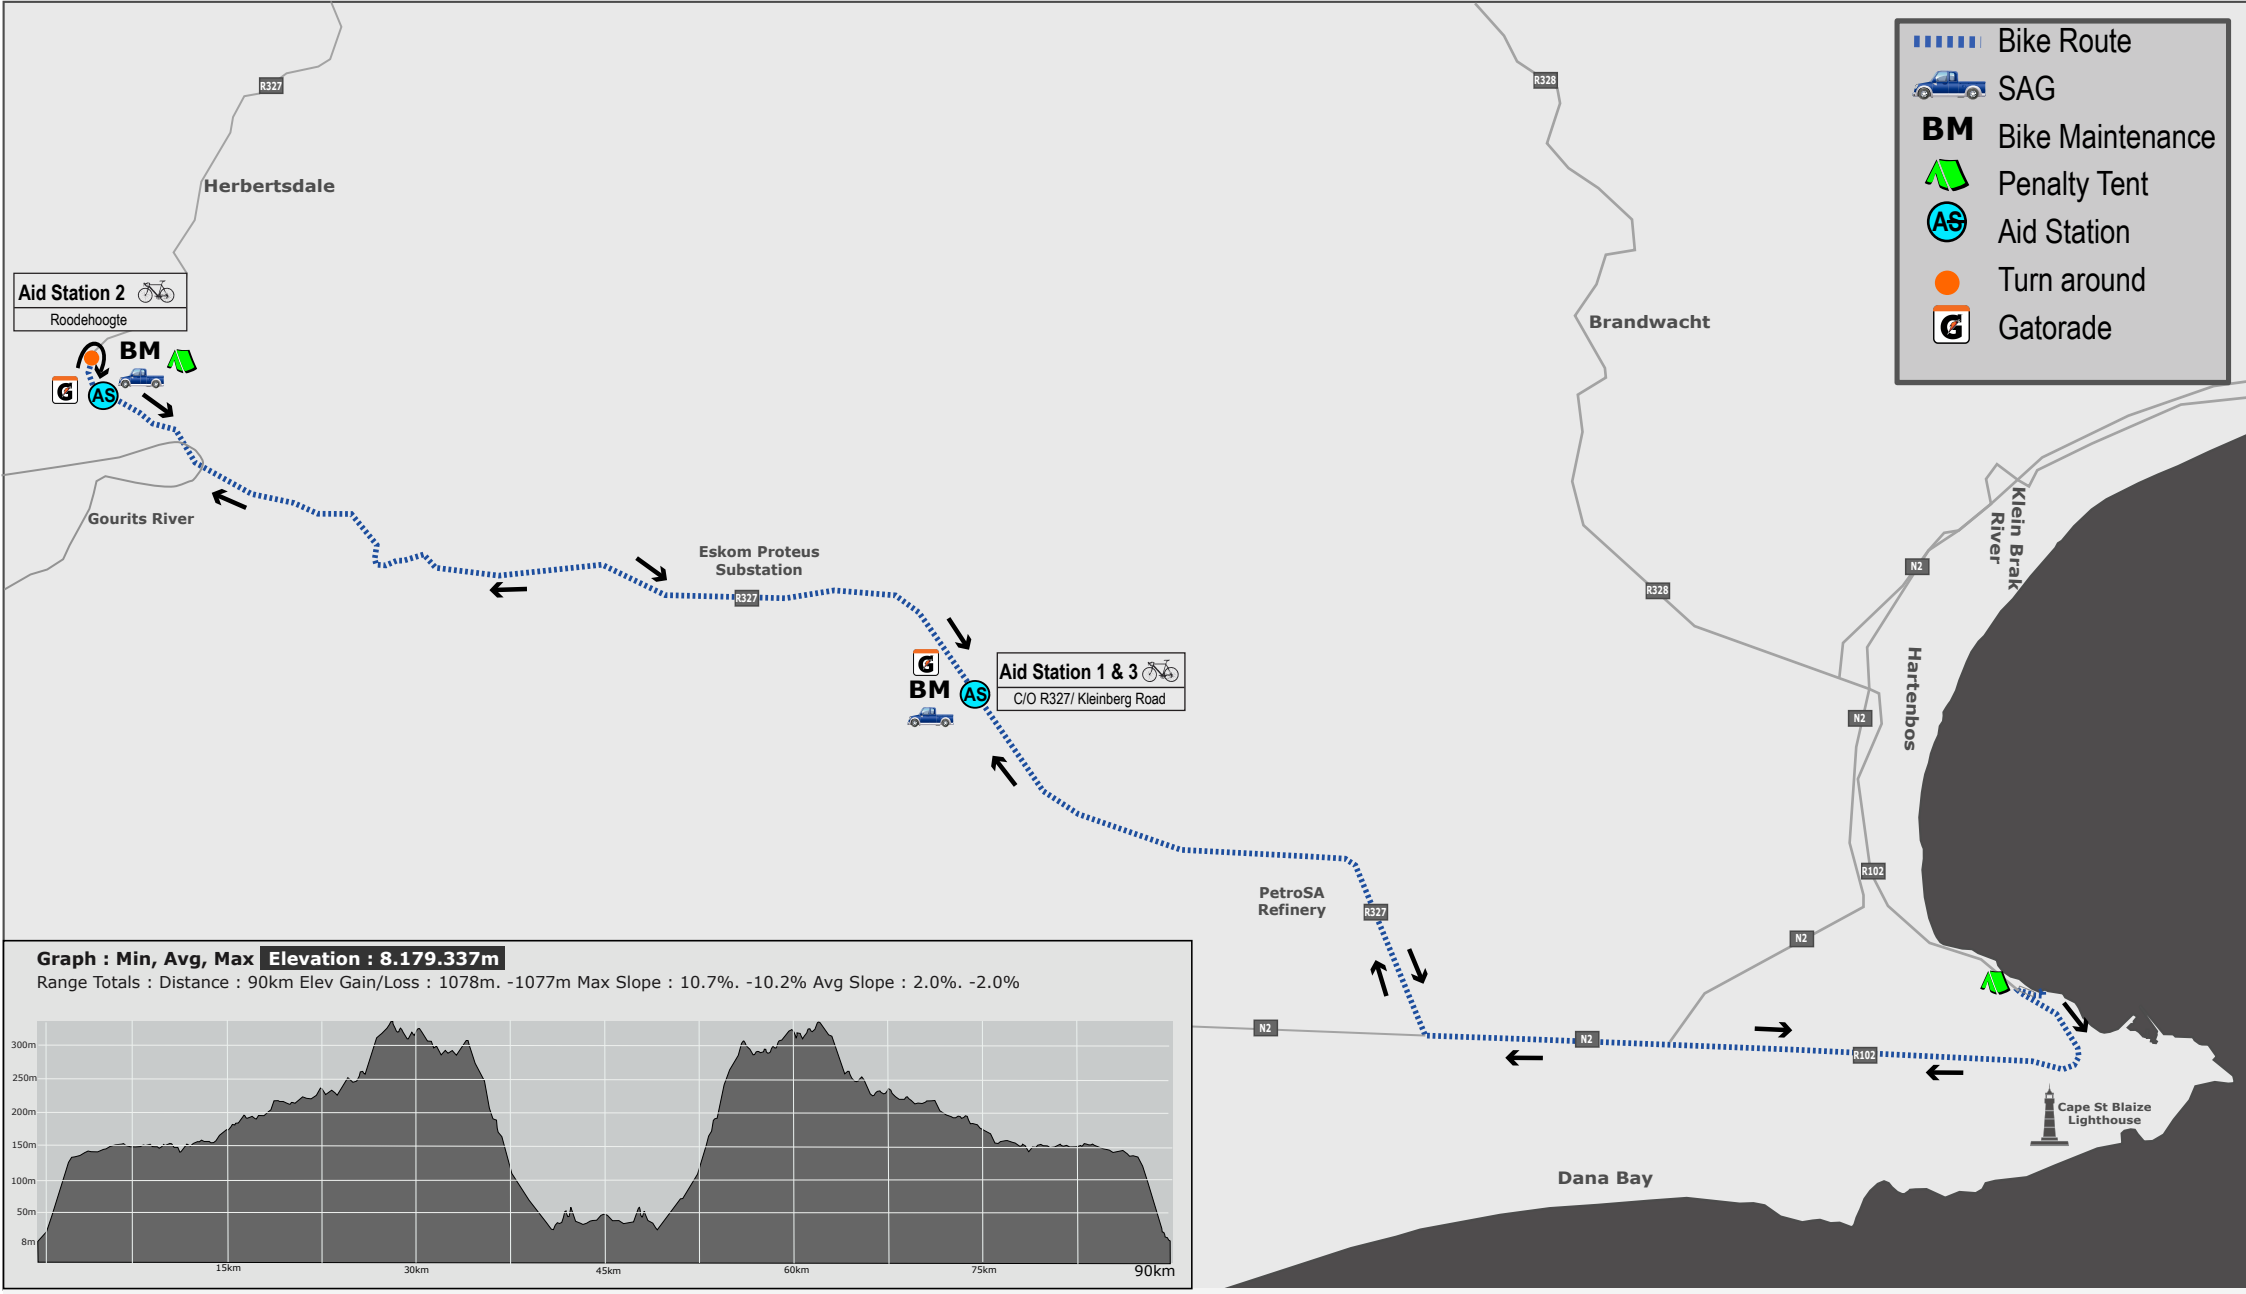 Bike Route
SAG
BM Bike Maintenance
Penalty Tent
AS Aid Station
Turn around
G Gatorade
R327
R328
Herbertsdale
Aid Station 2
Roodehoogte
BM
G
AS
Brandwacht
Gourits River
Eskom Proteus
Substation
R327
R328
N2
Klein Brak
River
Hartenbos
N2
G
BM
AS
Aid Station 1 & 3
C/O R327/ Kleinberg Road
R102
PetroSA
Refinery
R327
N2
N2
N2
R102
Cape St Blaize
Lighthouse
Dana Bay
Graph : Min, Avg, Max Elevation : 8.179.337m
Range Totals : Distance : 90km Elev Gain/Loss : 1078m. -1077m Max Slope : 10.7%. -10.2% Avg Slope : 2.0%. -2.0%
300m
250m
200m
150m
100m
50m
8m
15km
30km
45km
60km
75km
90km